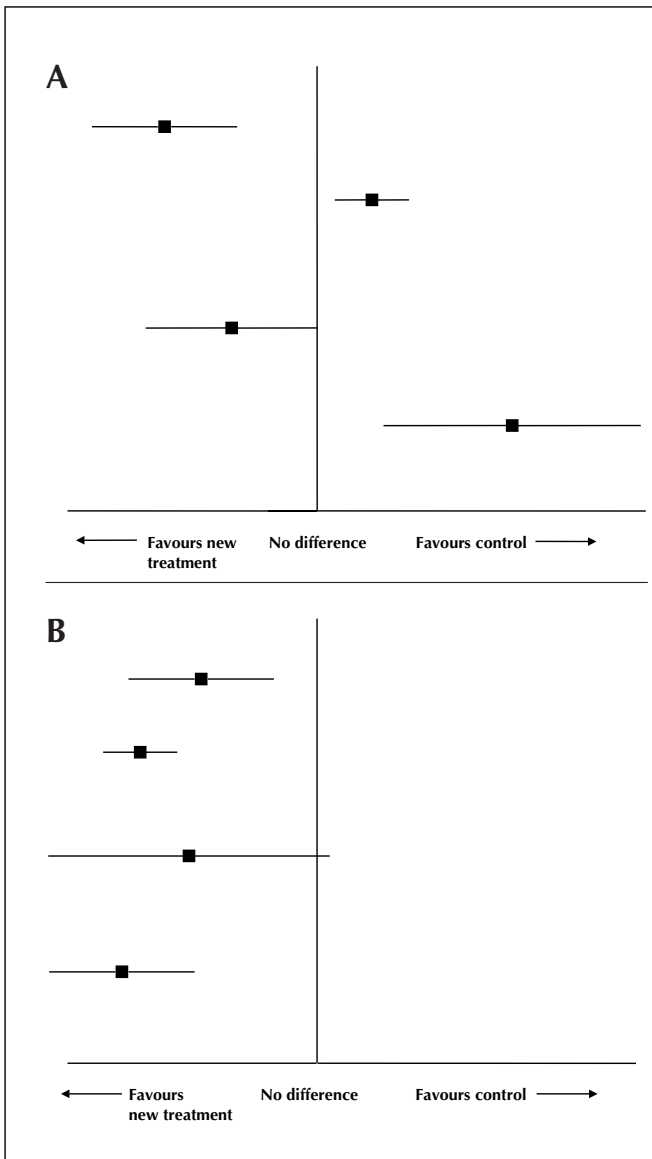 A
Favours new No difference Favours control
treatment
B
Favours No difference Favours control
new treatment